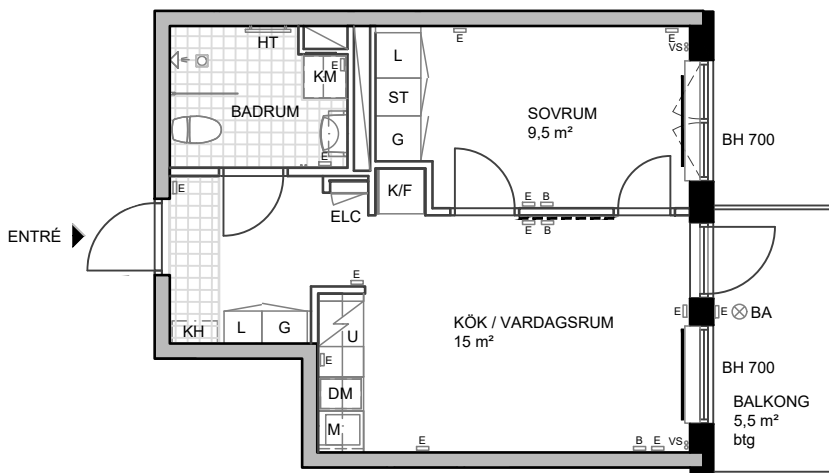 HT
E
E
E
VS
L
KM
ST
SOVRUM
9,5 m²
BADRUM
G
BH 700
E
E
K/F
ELC
E B
E B
ENTRÉ
E
E
E
BA
KÖK / VARDAGSRUM
15 m²
KH
L
G
U
E
BH 700
DM
BALKONG
5,5 m²
btg
M
E
B
E
VS